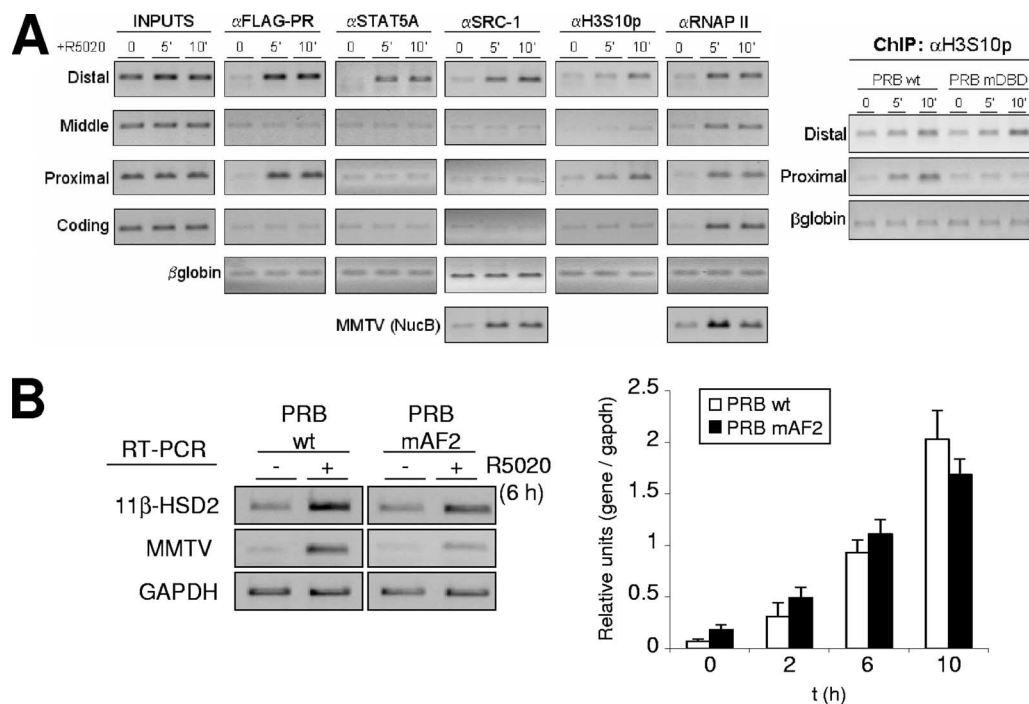 A
INPUTS αFLAG-PR αSTAT5A αSRC-1 αH3S10p αRNAP II
+R5020 0 5' 10' 0 5' 10' 0 5' 10' 0 5' 10' 0 5' 10' 0 5' 10'
Distal
Middle
Proximal
Coding
βglobin
MMTV (NucB)
ChIP: αH3S10p
PRB wt PRB mDBD
0 5' 10' 0 5' 10'
Distal
Proximal
βglobin
B
PRB wt
PRB mAF2
RT-PCR
- + - + R5020
(6 h)
11β-HSD2
MMTV
GAPDH
Relative units (gene / gapdh)
2.5
2
1.5
1
0.5
0
PRB wt
PRB mAF2
0 2 6 10
t (h)